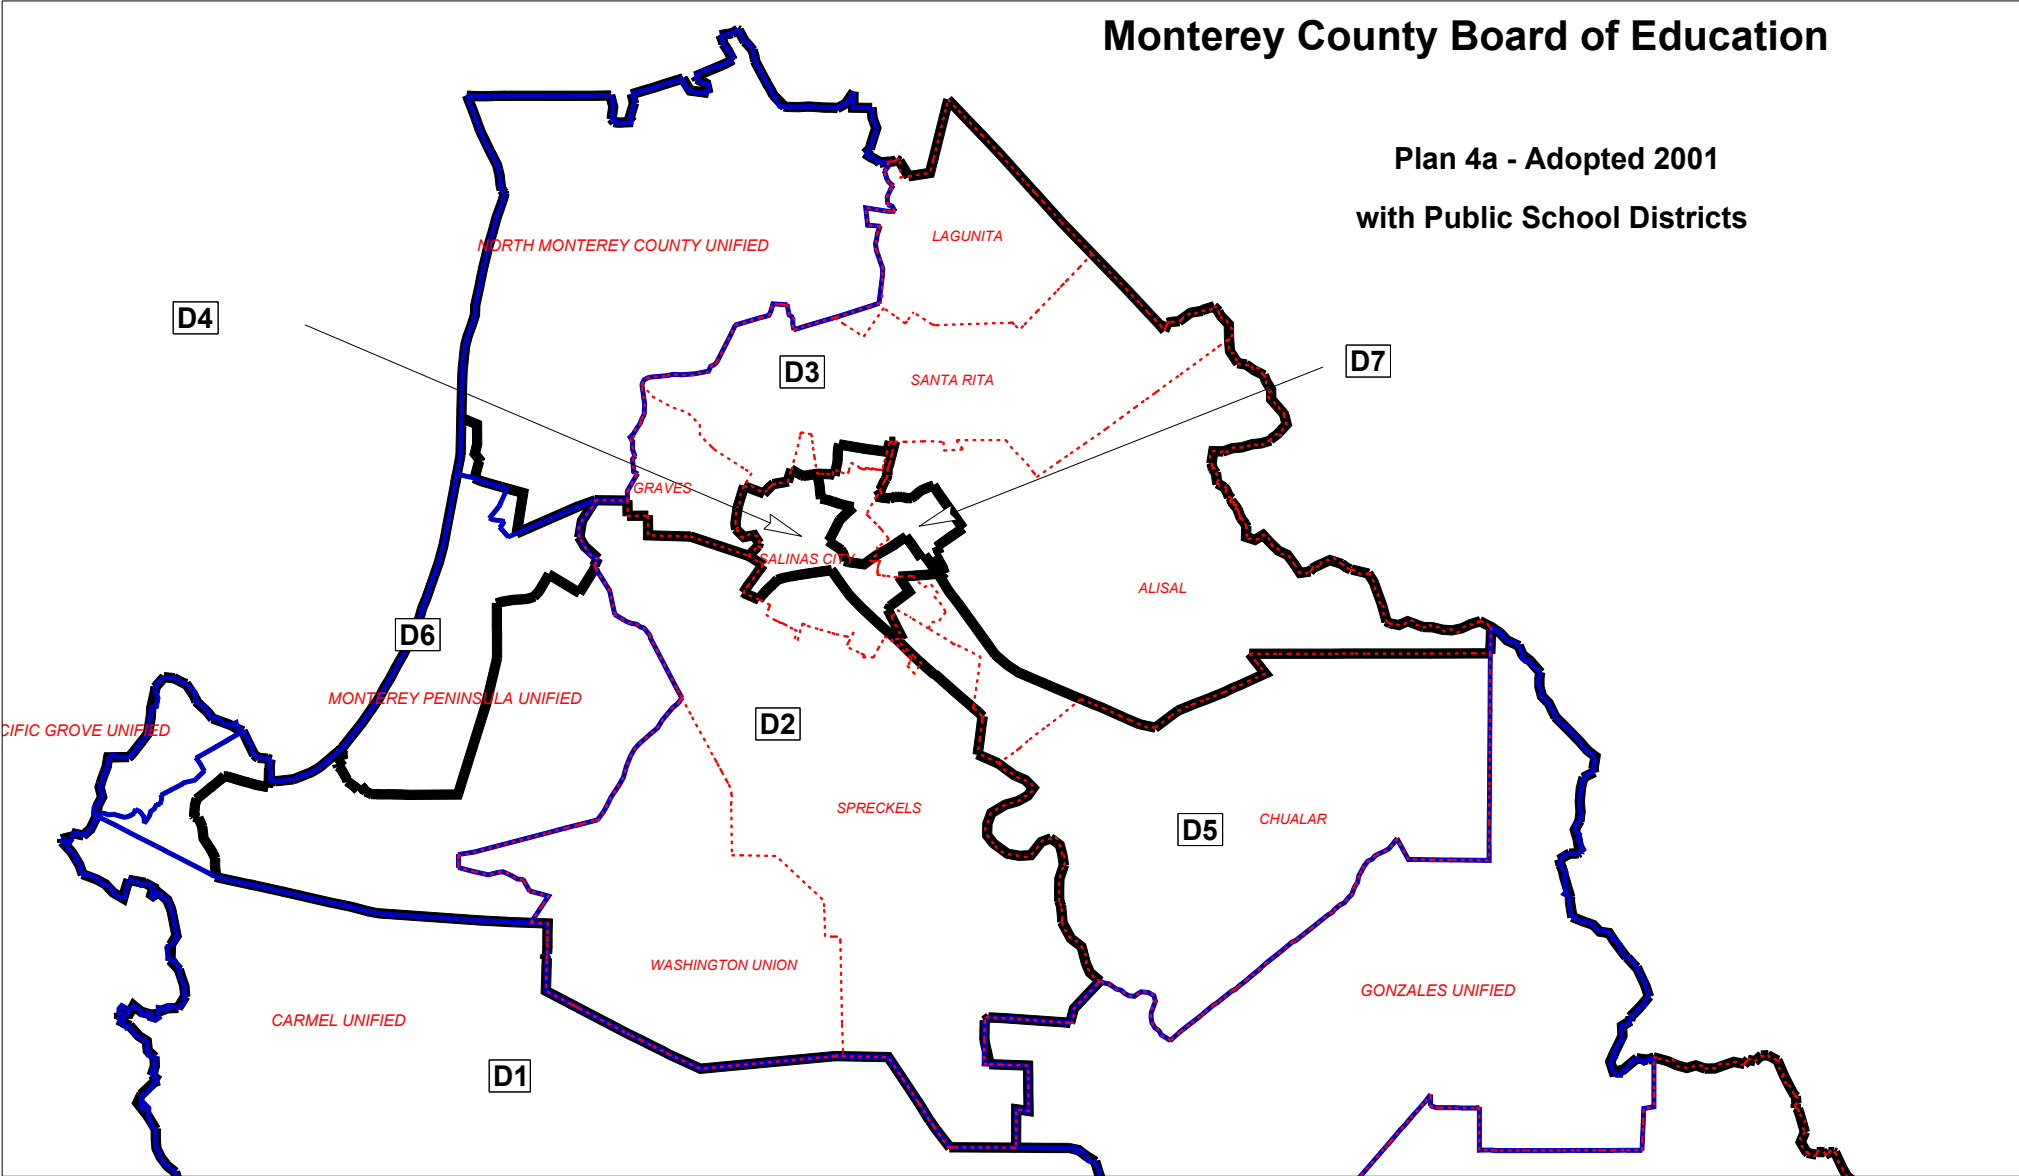 Monterey County Board of Education
Plan 4a - Adopted 2001
with Public School Districts
LAGUNITA
NORTH MONTEREY COUNTY UNIFIED
D4
D3
D7
SANTA RITA
GRAVES
SALINAS CITY
ALISAL
D6
MONTEREY PENINSULA UNIFIED
D2
CIFIC GROVE UNIFIED
SPRECKELS
D5
CHUALAR
WASHINGTON UNION
GONZALES UNIFIED
CARMEL UNIFIED
D1